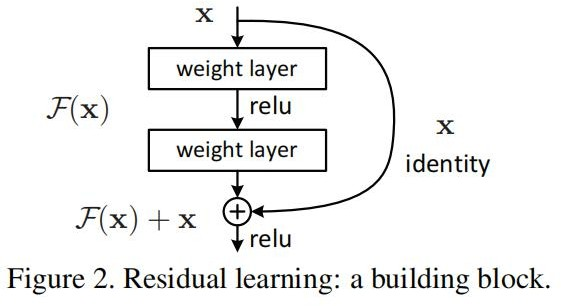 x
weight layer
relu
F(x)
x
weight layer
identity
F(x) + x
+
relu
Figure 2. Residual learning: a building block.